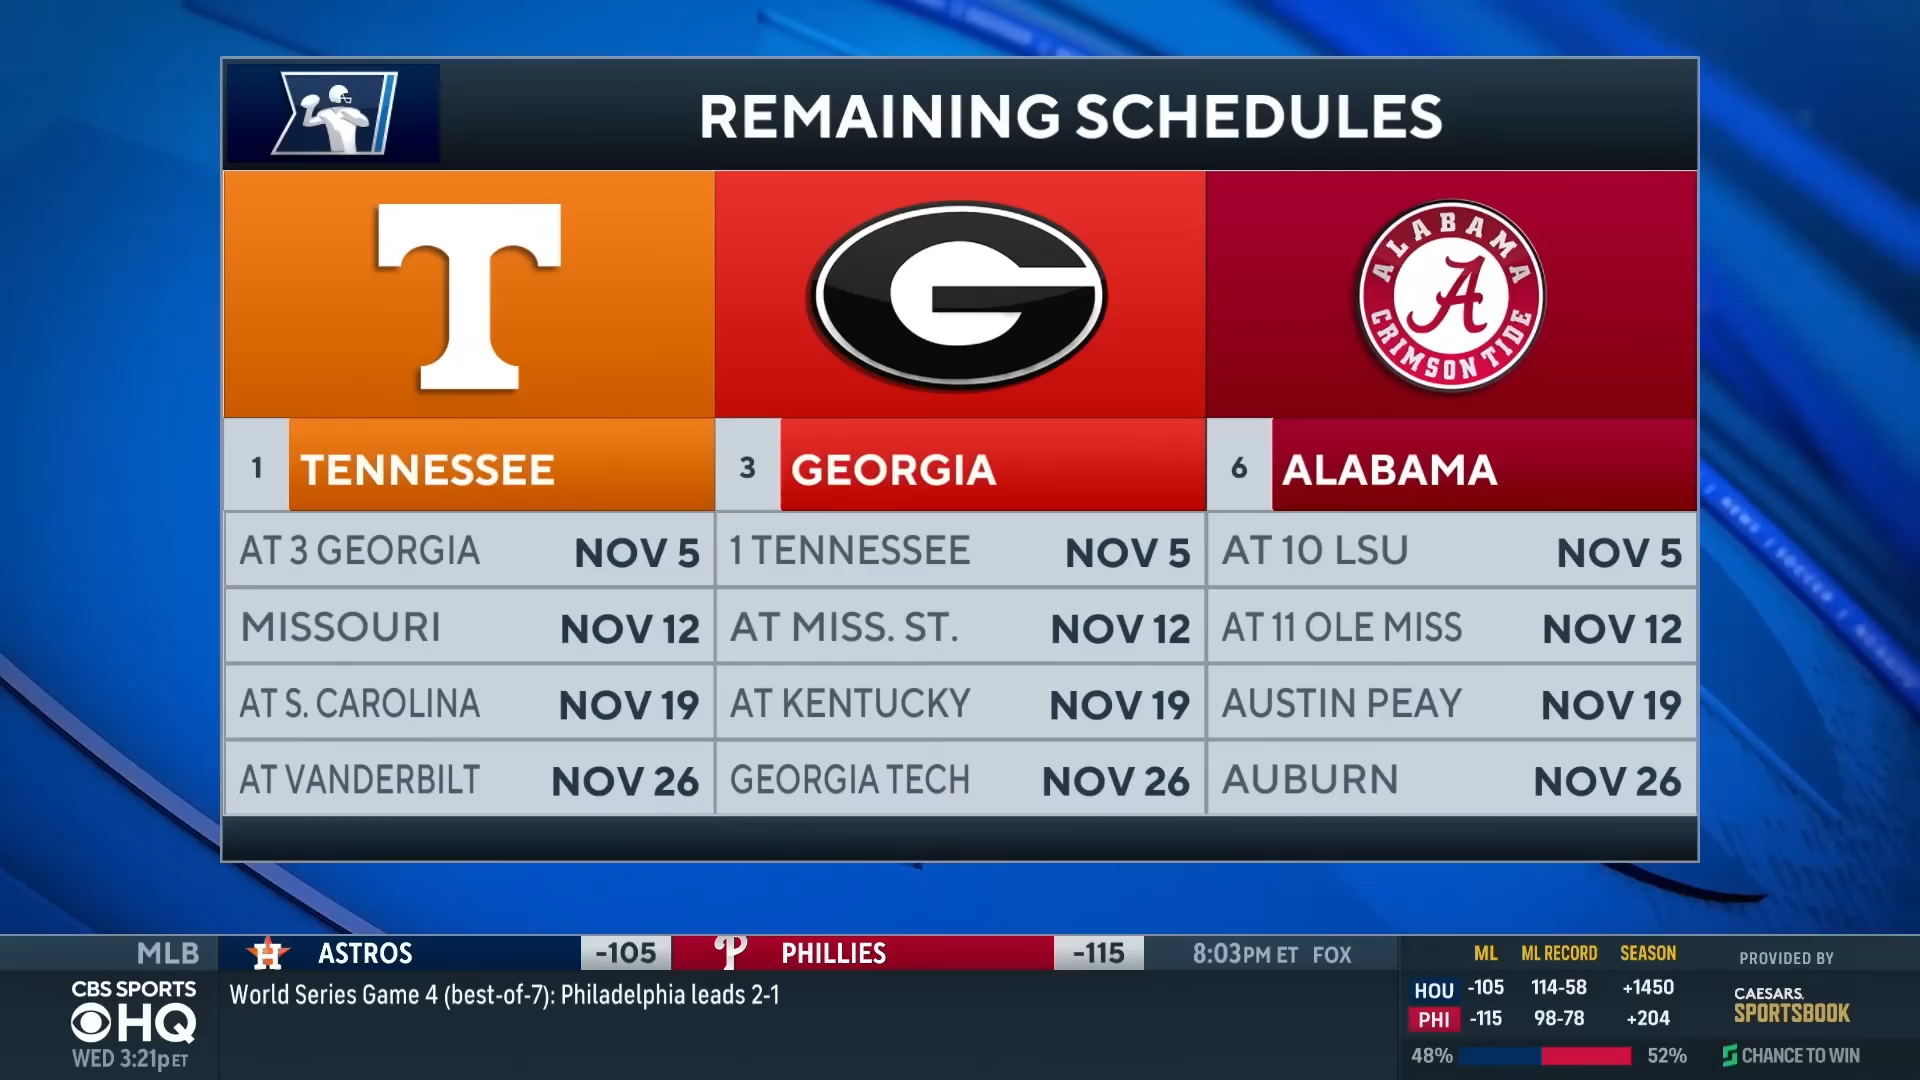 REMAINING SCHEDULES
ALABAMA
A
CRIMSON TIDE
T
G
1 TENNESSEE
AT 3 GEORGIA NOV 5
MISSOURI NOV 12
AT S. CAROLINA NOV 19
AT VANDERBILT NOV 26
3 GEORGIA
1 TENNESSEE NOV 5
AT MISS. ST. NOV 12
AT KENTUCKY NOV 19
GEORGIA TECH NOV 26
6 ALABAMA
AT 10 LSU NOV 5
AT 11 OLE MISS NOV 12
AUSTIN PEAY NOV 19
AUBURN NOV 26
MLB H ASTROS -105 P PHILLIES -115 8:03PM ET FOX
CBS SPORTS
HQ
WED 3:21pET
World Series Game 4 (best-of-7): Philadelphia leads 2-1
ML ML RECORD SEASON
HOU -105 114-58 +1450
PHI -115 98-78 +204
48% 52%
PROVIDED BY
CAESARS
SPORTSBOOK
CHANCE TO WIN